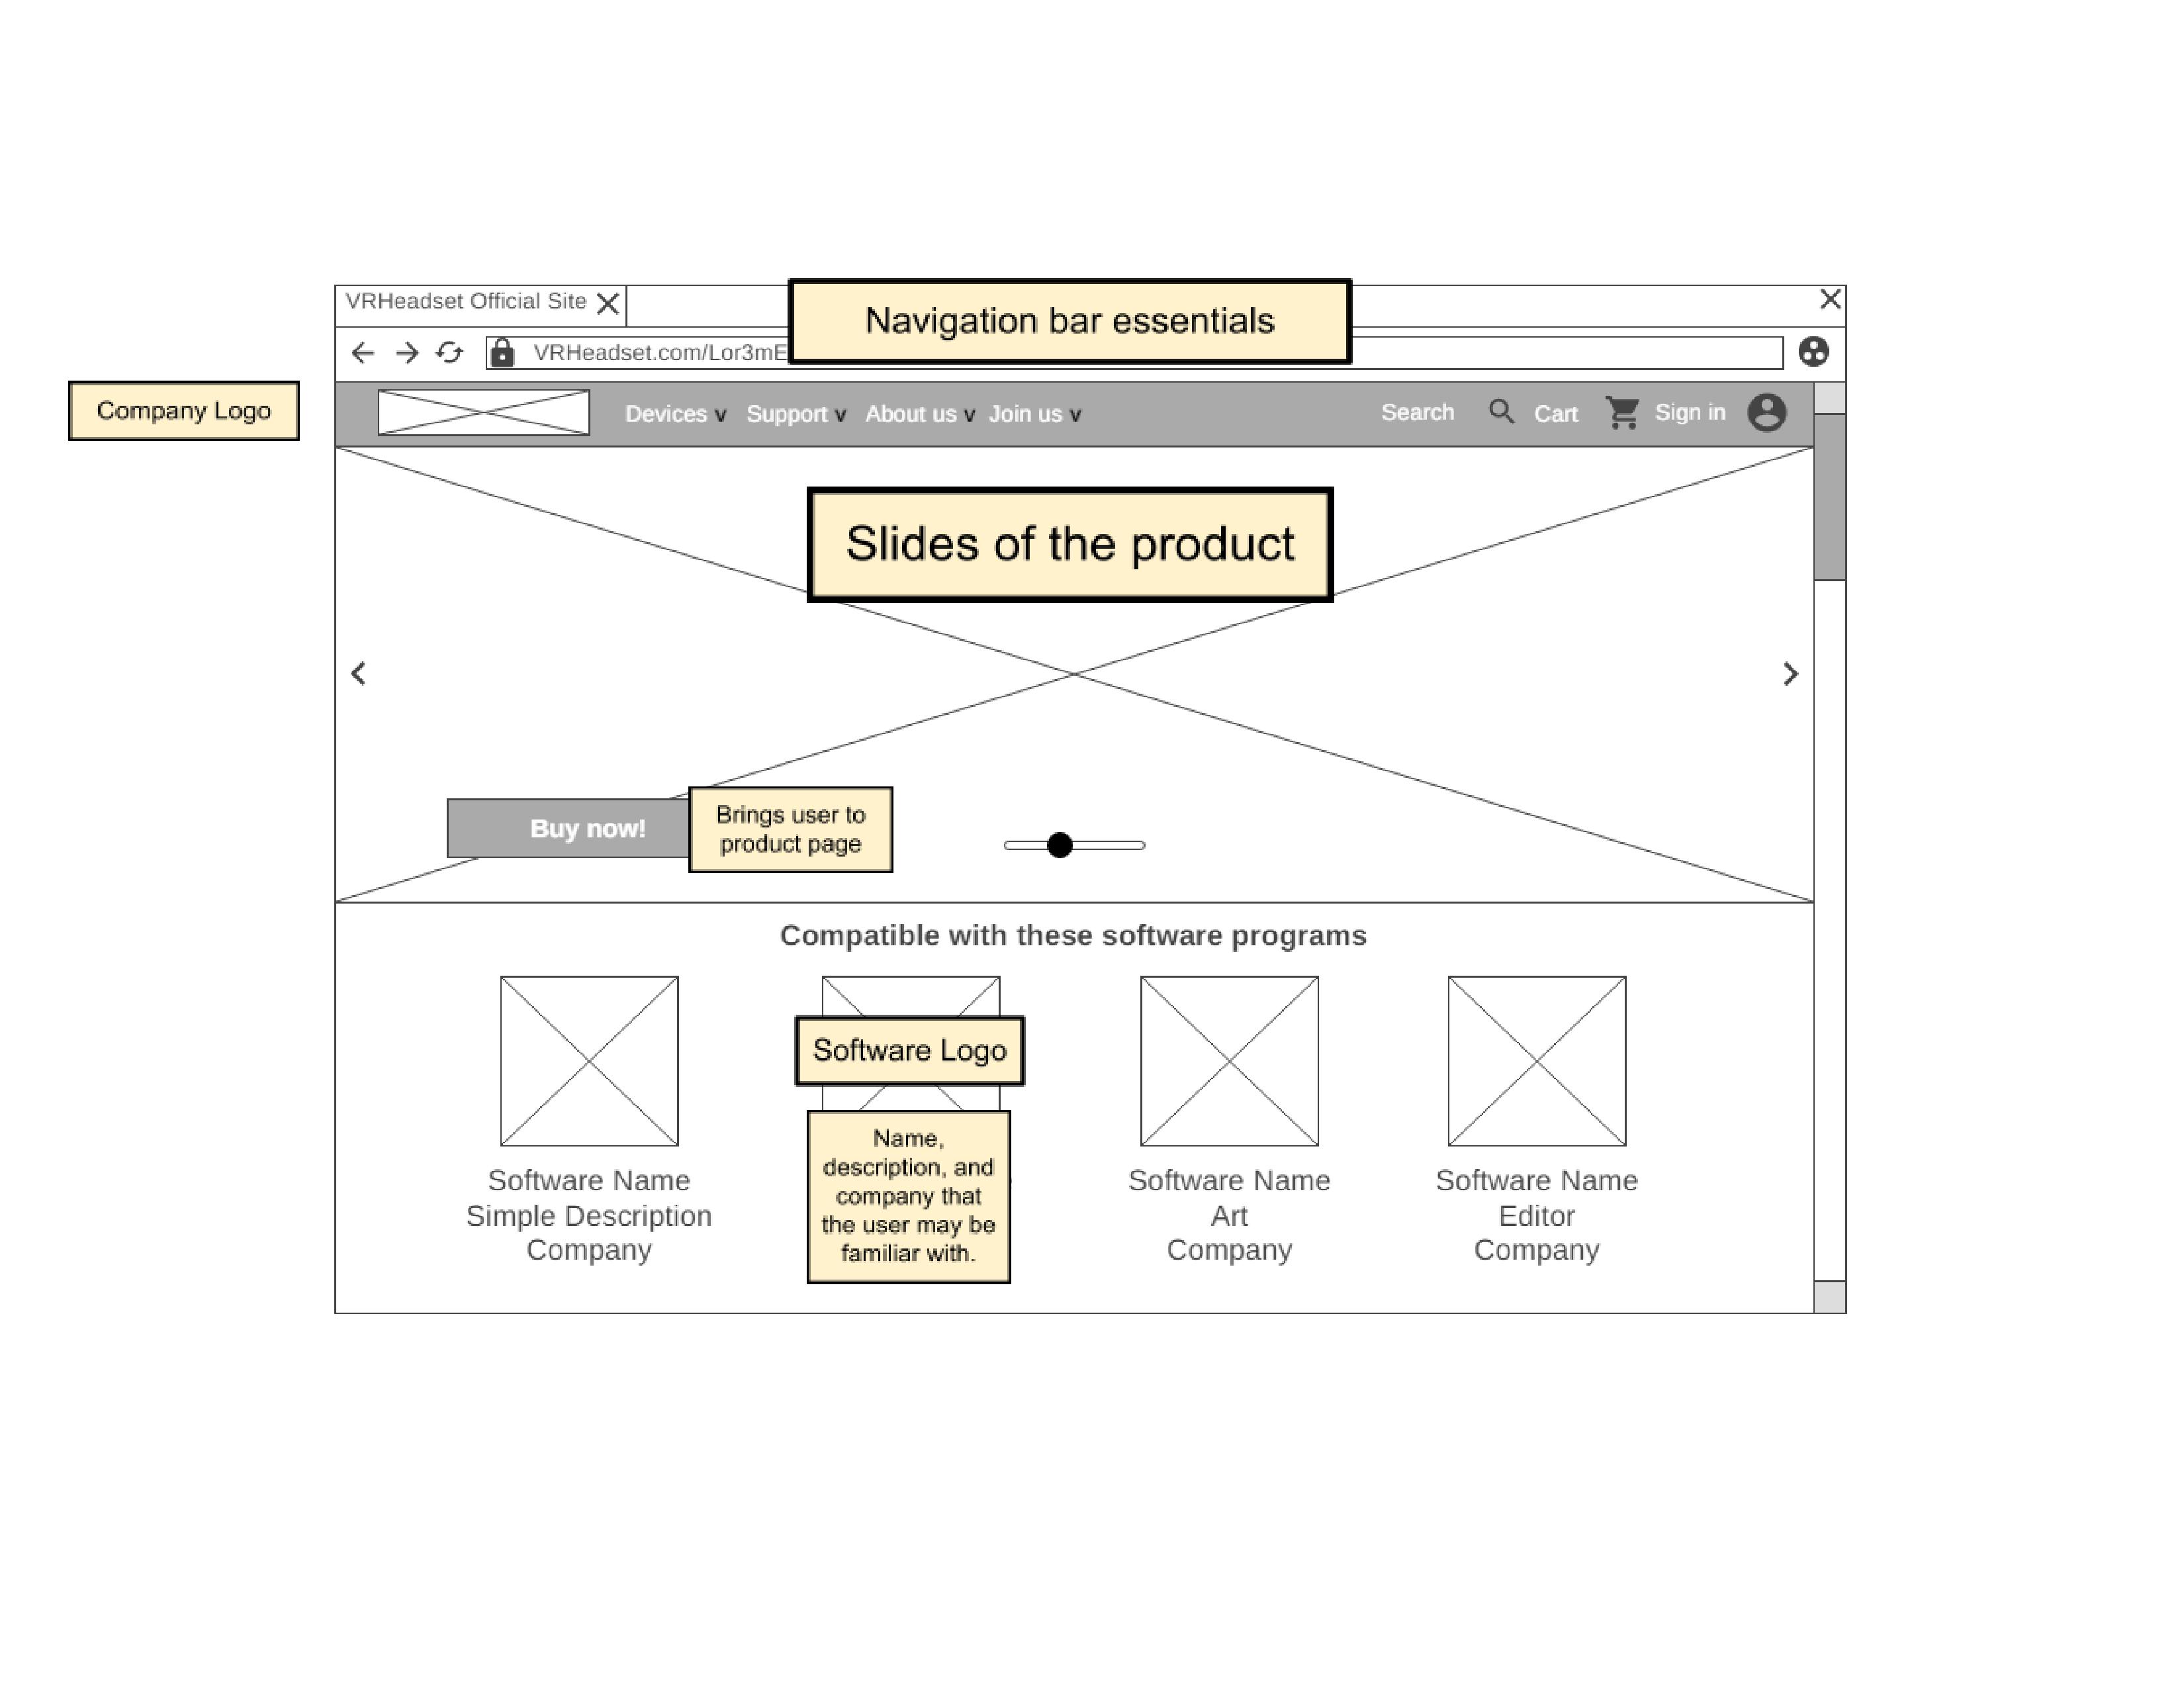 VRHeadset Official Site
Navigation bar essentials
VRHeadset.com/Lor3mE
Company Logo
Devices v Support v About us v Join us v Search Cart Sign in
Slides of the product
Buy now!
Brings user to
product page
Compatible with these software programs
Software Logo
Software Name
Simple Description
Company
Name,
description, and
company that
the user may be
familiar with.
Software Name
Art
Company
Software Name
Editor
Company